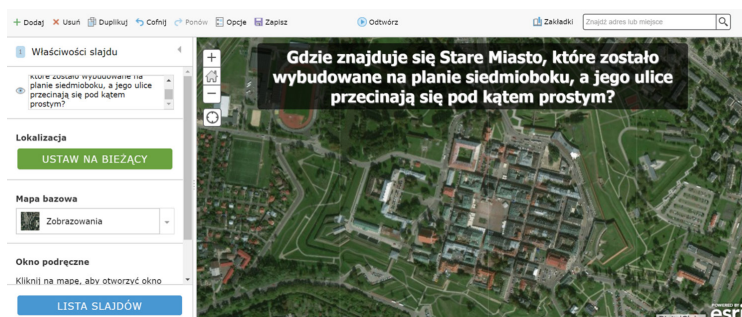 + Dodaj × Usuń Duplikuj Cofnij Ponów Opcje Zapisz Odtwórz Zakładki Znajdź adres lub miejsce
Właściwości slajdu
które zostało wybudowane na
planie siedmioboku, a jego ulice
przecinają się pod kątem
prostym?
Lokalizacja
USTAW NA BIEŻĄCY
Mapa bazowa
Zobrazowania
Okno podręczne
Kliknij na mapę, aby otworzyć okno
LISTA SLAJDÓW
Gdzie znajduje się Stare Miasto, które zostało
wybudowane na planie siedmioboku, a jego ulice
przecinają się pod kątem prostym?
POWERED BY
esri